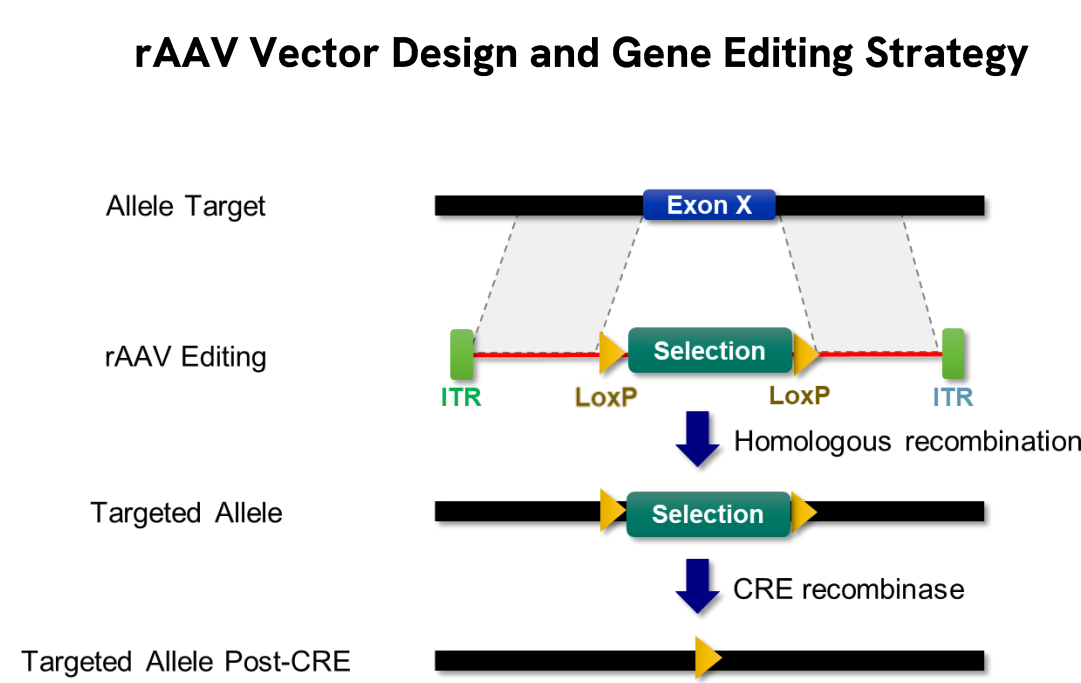 rAAV Vector Design and Gene Editing Strategy
Allele Target
Exon X
rAAV Editing
Selection
ITR
LoxP
LoxP
ITR
Homologous recombination
Targeted Allele
Selection
CRE recombinase
Targeted Allele Post-CRE